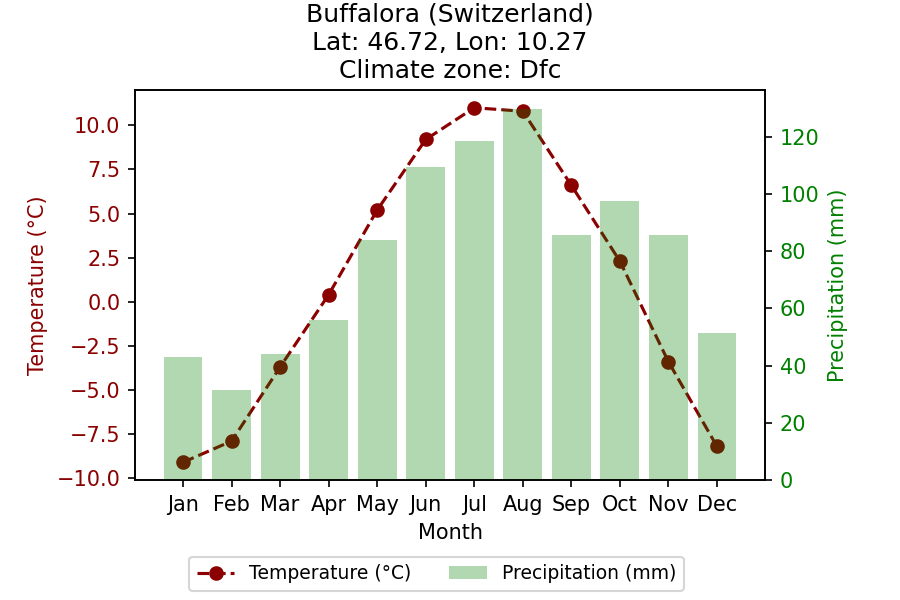 Buffalora (Switzerland)
Lat: 46.72, Lon: 10.27
Climate zone: Dfc
Temperature (°C)
10.0
7.5
5.0
2.5
0.0
−2.5
−5.0
−7.5
−10.0
120
100
80
60
40
20
0
Precipitation (mm)
Jan Feb Mar Apr May Jun Jul Aug Sep Oct Nov Dec
Month
Temperature (°C) Precipitation (mm)